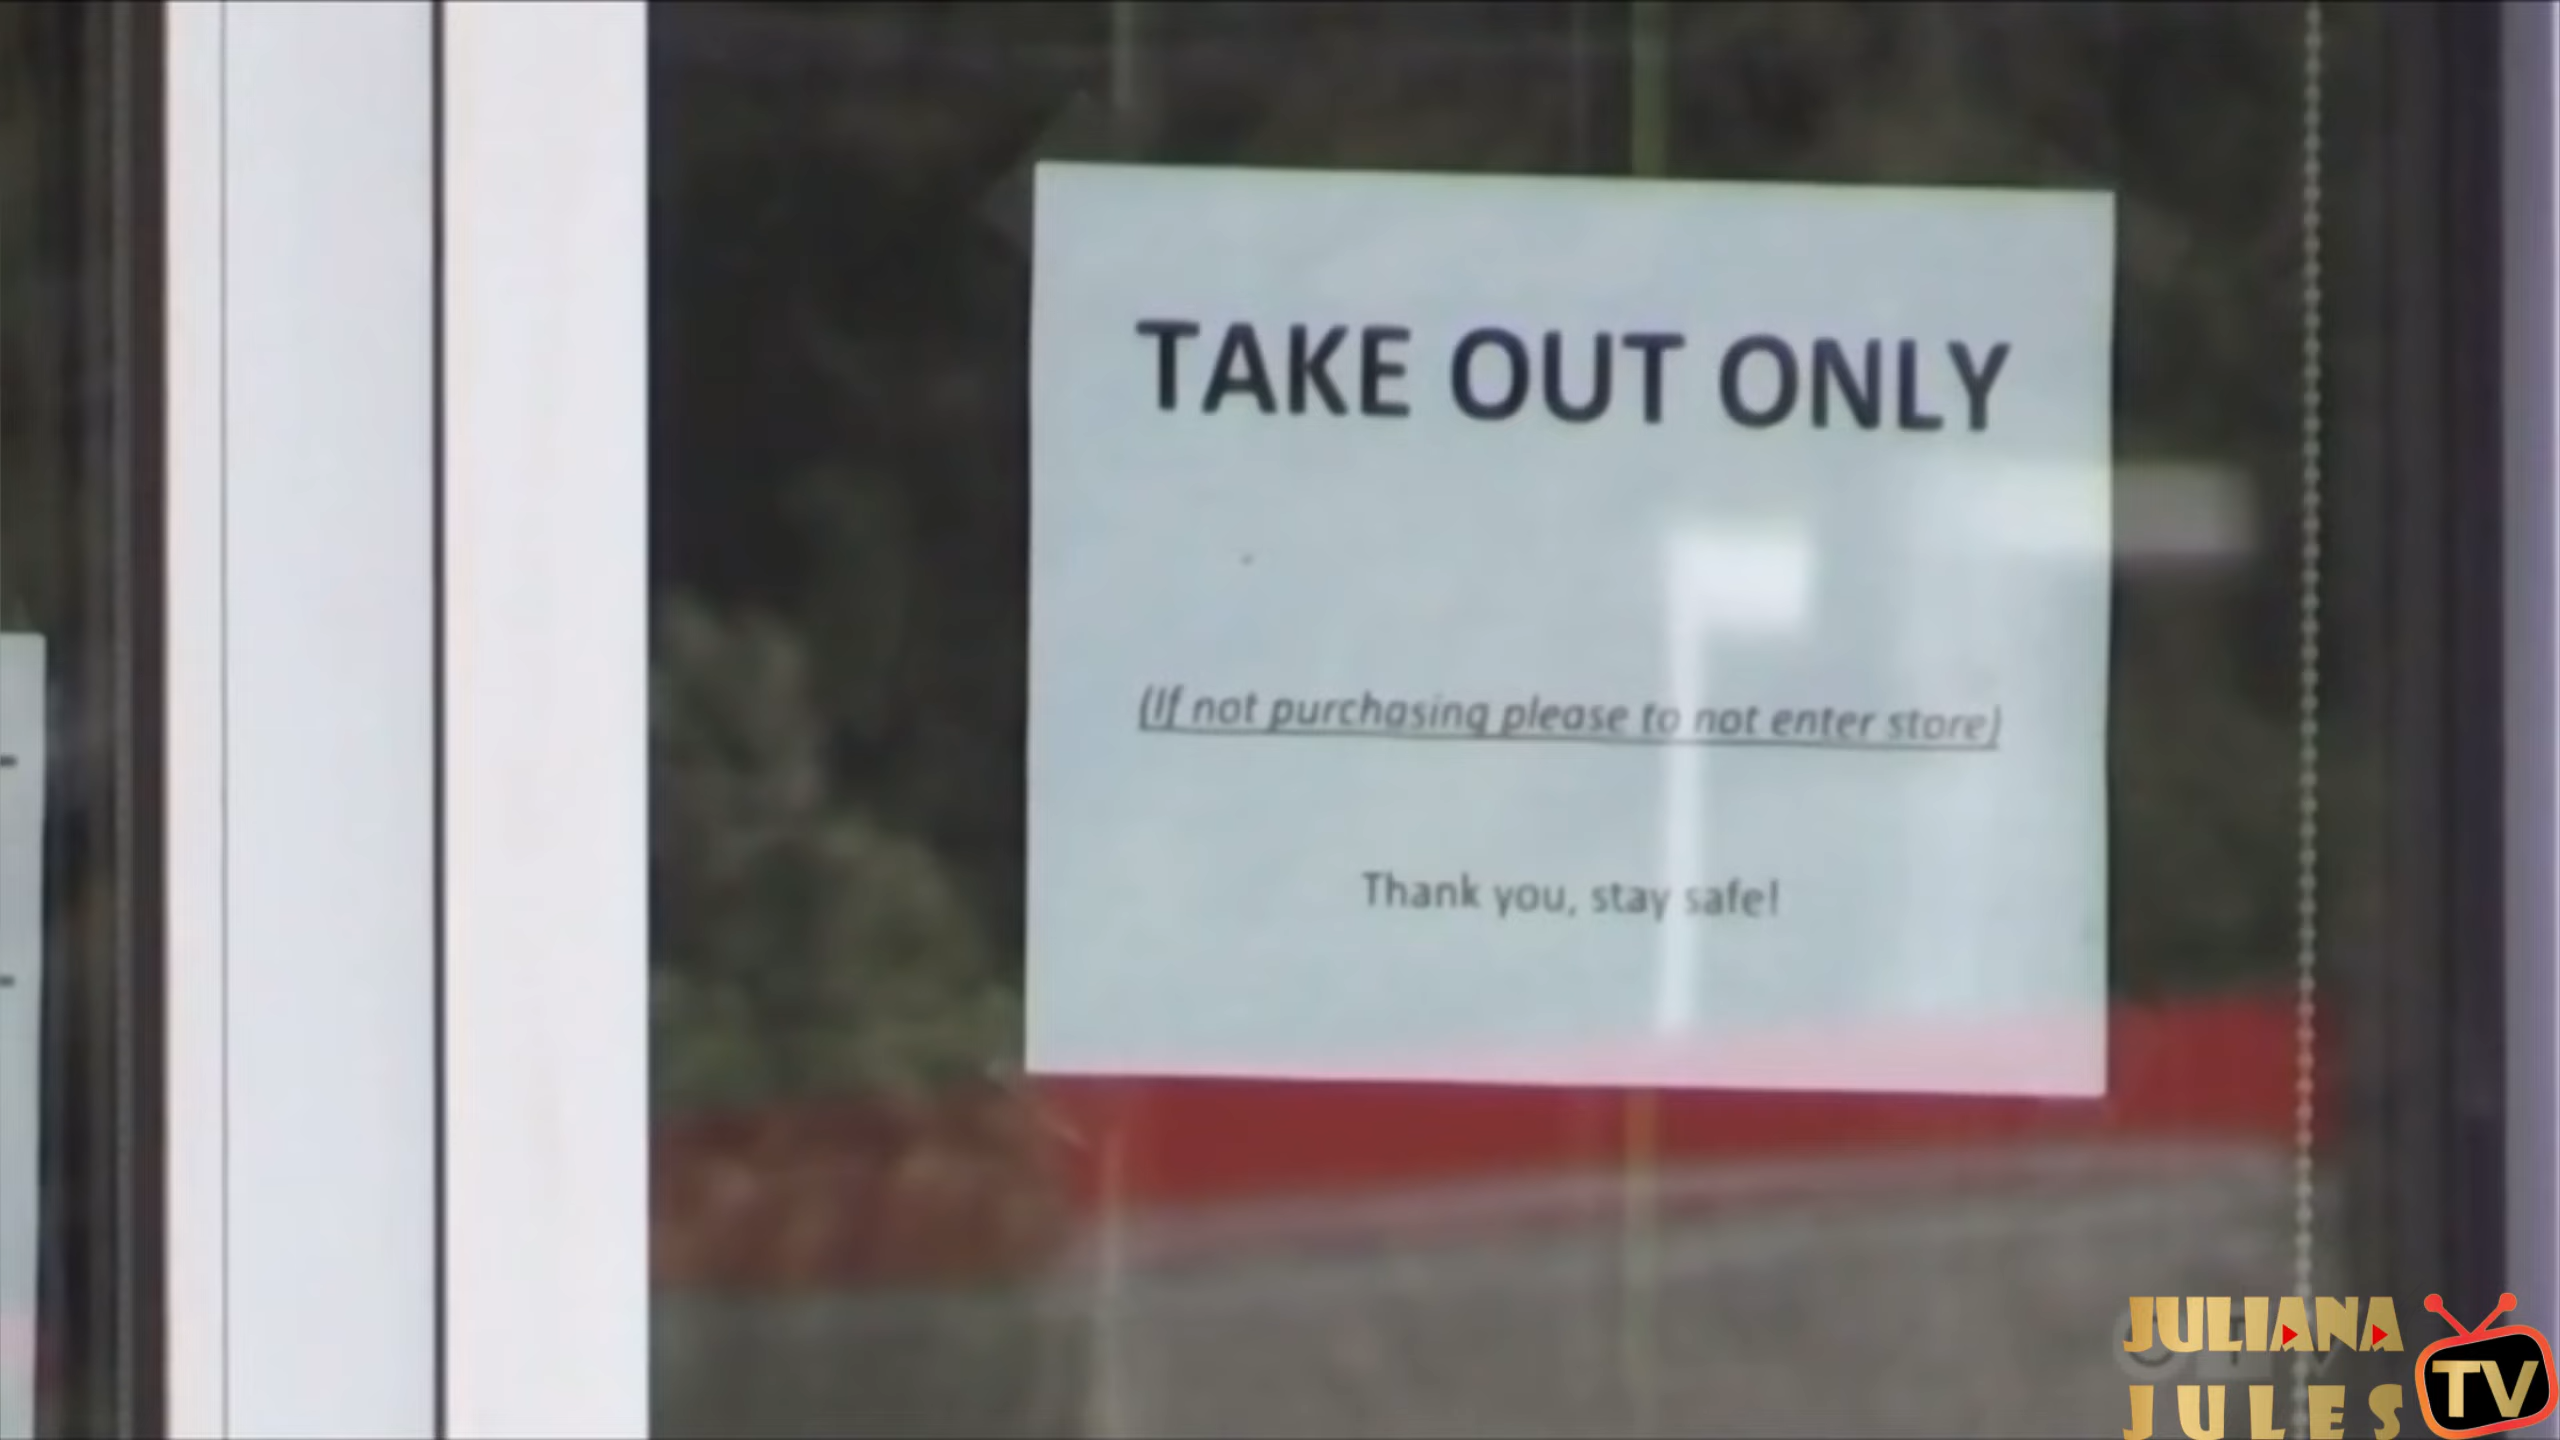 TAKE OUT ONLY
(If not purchasing please to not enter store)
Thank you, stay safe!
JULIANA
JULES
TV